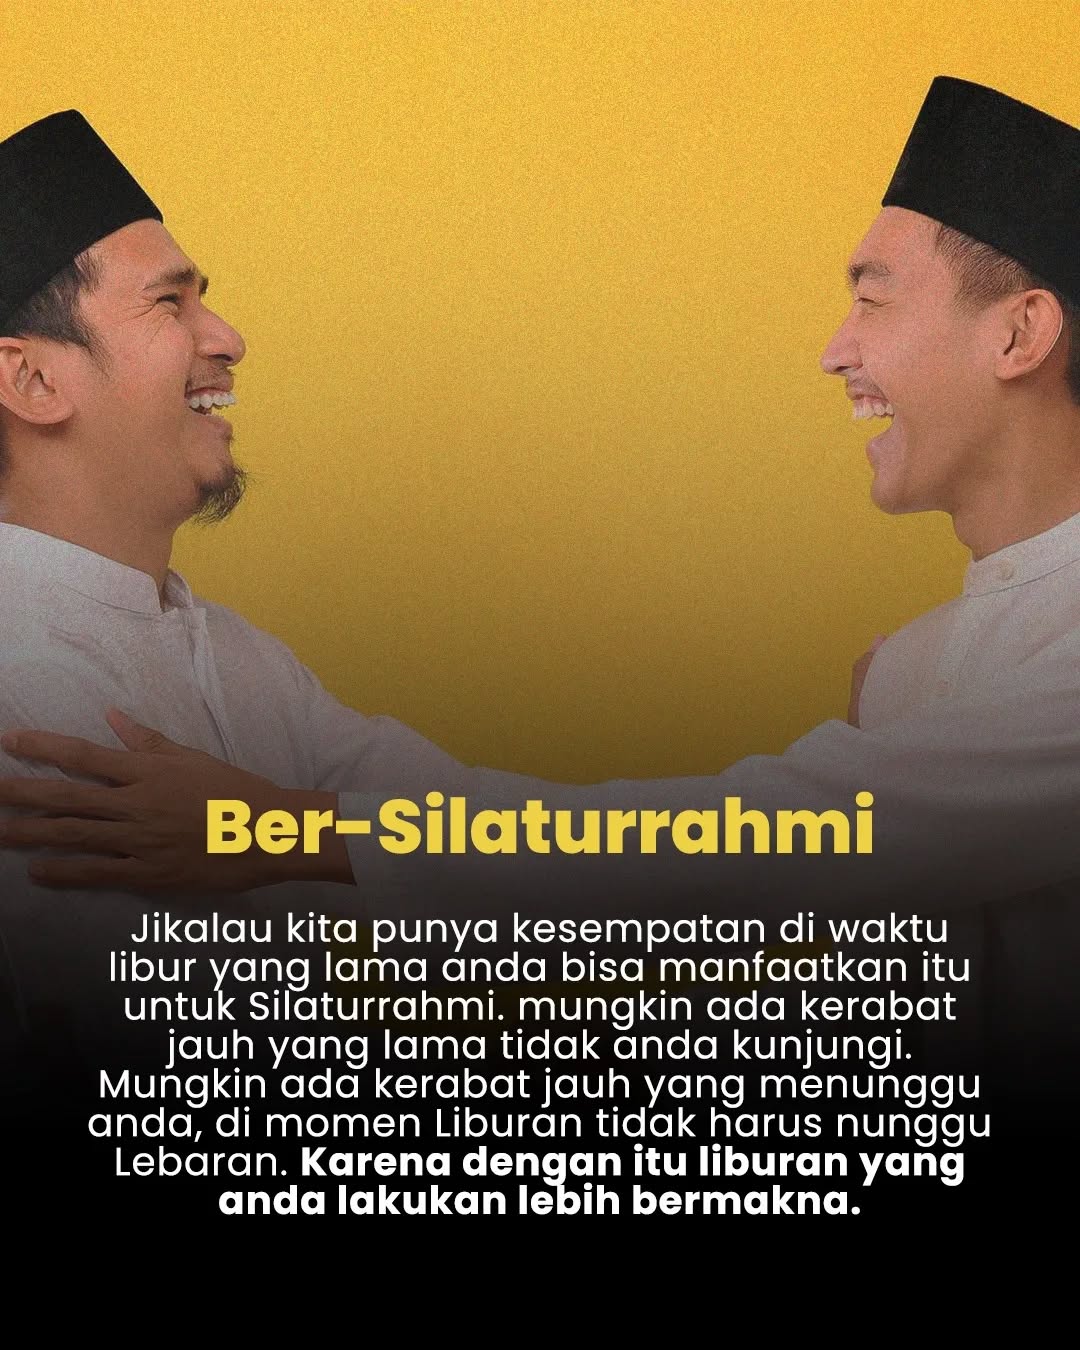 Ber-Silaturrahmi
Jikalau kita punya kesempatan di waktu
libur yang lama anda bisa manfaatkan itu
untuk Silaturrahmi. mungkin ada kerabat
jauh yang lama tidak anda kunjungi.
Mungkin ada kerabat jauh yang menunggu
anda, di momen Liburan tidak harus nunggu
Lebaran. Karena dengan itu liburan yang
anda lakukan lebih bermakna.